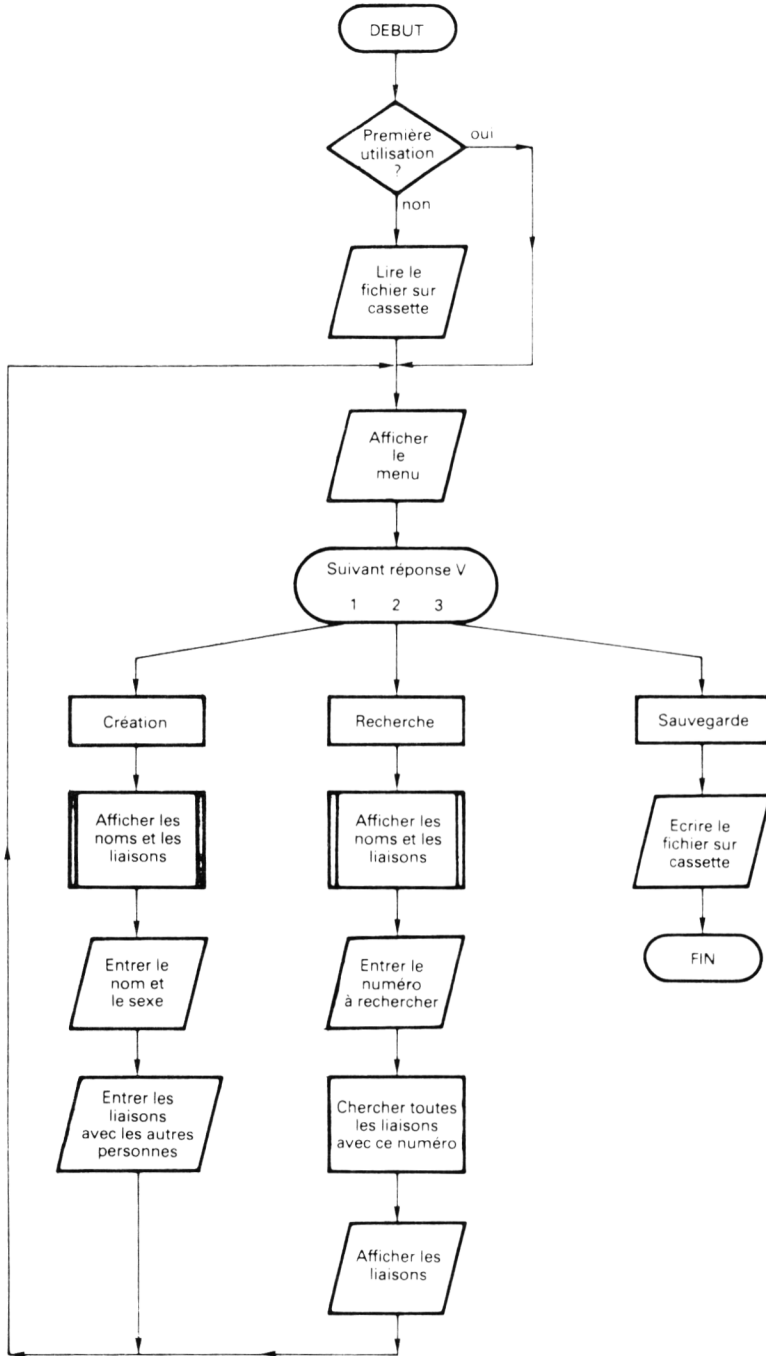 DEBUT
Première
utilisation
?
oui
non
Lire le
fichier sur
cassette
Afficher
le
menu
Suivant réponse V
1 2 3
Création
Afficher les
noms et les
liaisons
Entrer le
nom et
le sexe
Entrer les
liaisons
avec les autres
personnes
Recherche
Afficher les
noms et les
liaisons
Entrer le
numéro
à rechercher
Chercher toutes
les liaisons
avec ce numéro
Afficher les
liaisons
Sauvegarde
Ecrire le
fichier sur
cassette
FIN